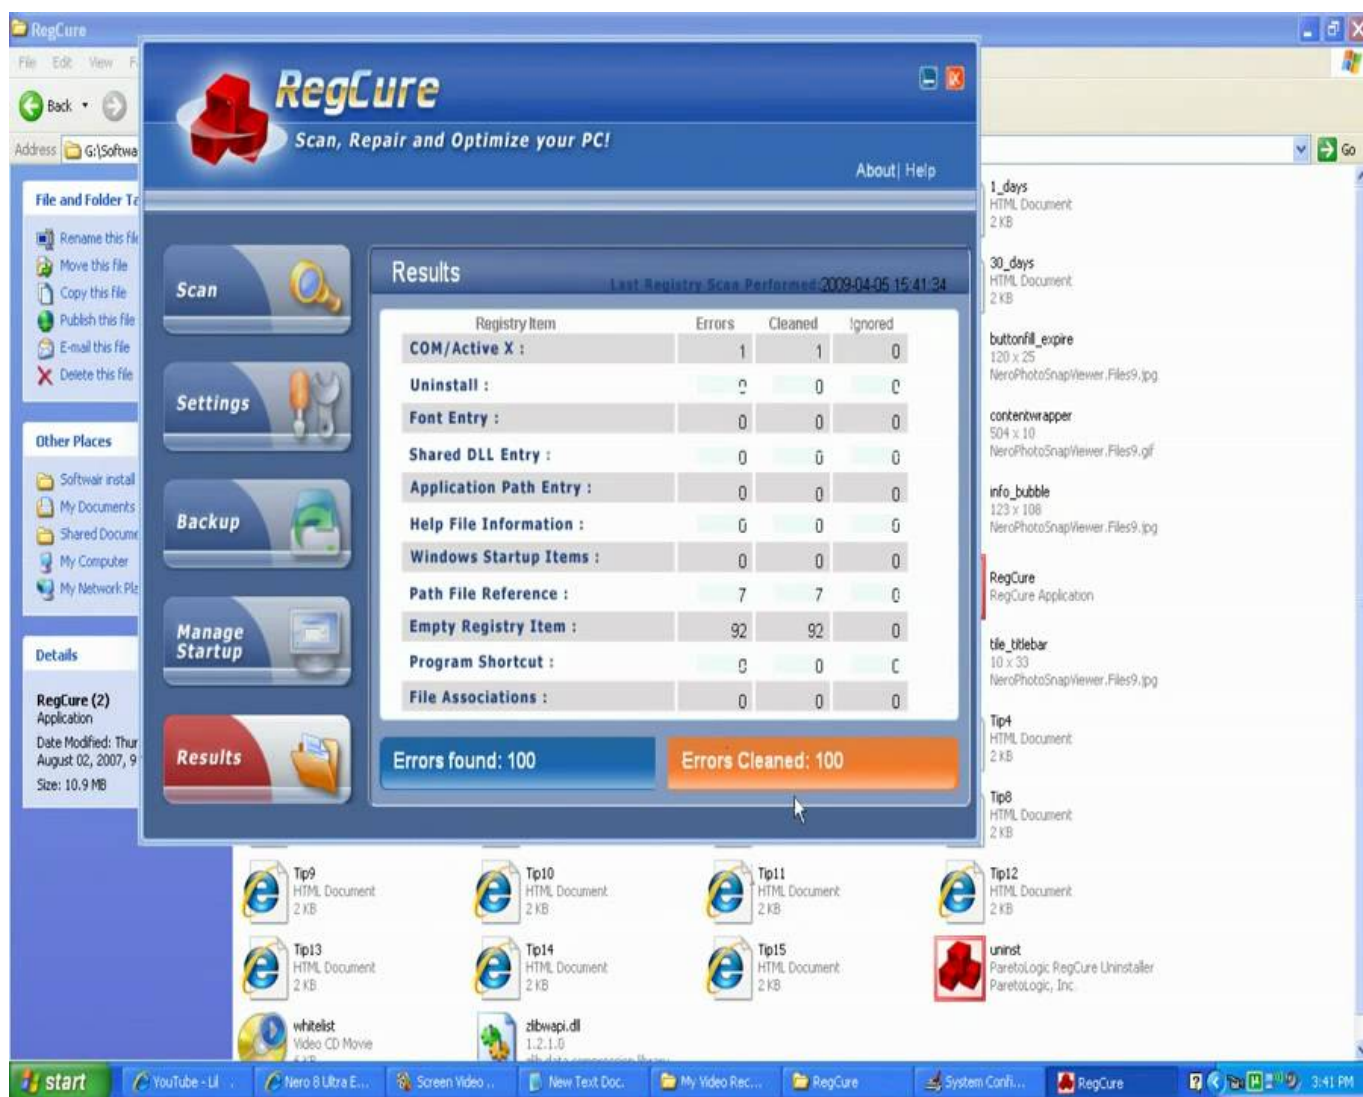 RegCure
File Edit View
Back
Address G:\Softwa
Go
RegCure
Scan, Repair and Optimize your PC!
About| Help
File and Folder Ta
Rename this file
Move this file
Copy this file
Publish this file
E-mail this file
Delete this file
Other Places
Softwair install
My Documents
Shared Docume
My Computer
My Network Pla
Details
RegCure (2)
Application
Date Modified: Thur
August 02, 2007, 9
Size: 10.9 MB
Scan
Settings
Backup
Manage
Startup
Results
Results
Last Registry Scan Performed:2009-04-05 15:41:34
Registry Item Errors Cleaned Ignored
COM/Active X : 1 1 0
Uninstall : 0 0 0
Font Entry : 0 0 0
Shared DLL Entry : 0 0 0
Application Path Entry : 0 0 0
Help File Information : 0 0 0
Windows Startup Items : 0 0 0
Path File Reference : 7 7 0
Empty Registry Item : 92 92 0
Program Shortcut : 0 0 0
File Associations : 0 0 0
Errors found: 100
Errors Cleaned: 100
1_days
HTML Document
2 KB
30_days
HTML Document
2 KB
buttonfill_expire
120 x 25
NeroPhotoSnapViewer.Files9.jpg
contentwrapper
504 x 10
NeroPhotoSnapViewer.Files9.gif
info_bubble
123 x 108
NeroPhotoSnapViewer.Files9.jpg
RegCure
RegCure Application
tile_titlebar
10 x 33
NeroPhotoSnapViewer.Files9.jpg
Tip4
HTML Document
2 KB
Tip8
HTML Document
2 KB
Tip9
HTML Document
2 KB
Tip10
HTML Document
2 KB
Tip11
HTML Document
2 KB
Tip12
HTML Document
2 KB
Tip13
HTML Document
2 KB
Tip14
HTML Document
2 KB
Tip15
HTML Document
2 KB
uninst
ParetoLogic RegCure Uninstaller
ParetoLogic, Inc.
whitelist
Video CD Movie
zlibwapi.dll
1.2.1.0
start
YouTube - Lil ..
Nero 8 Ultra E...
Screen Video ..
New Text Doc.
My Video Rec...
RegCure
System Confi...
RegCure
3:41 PM